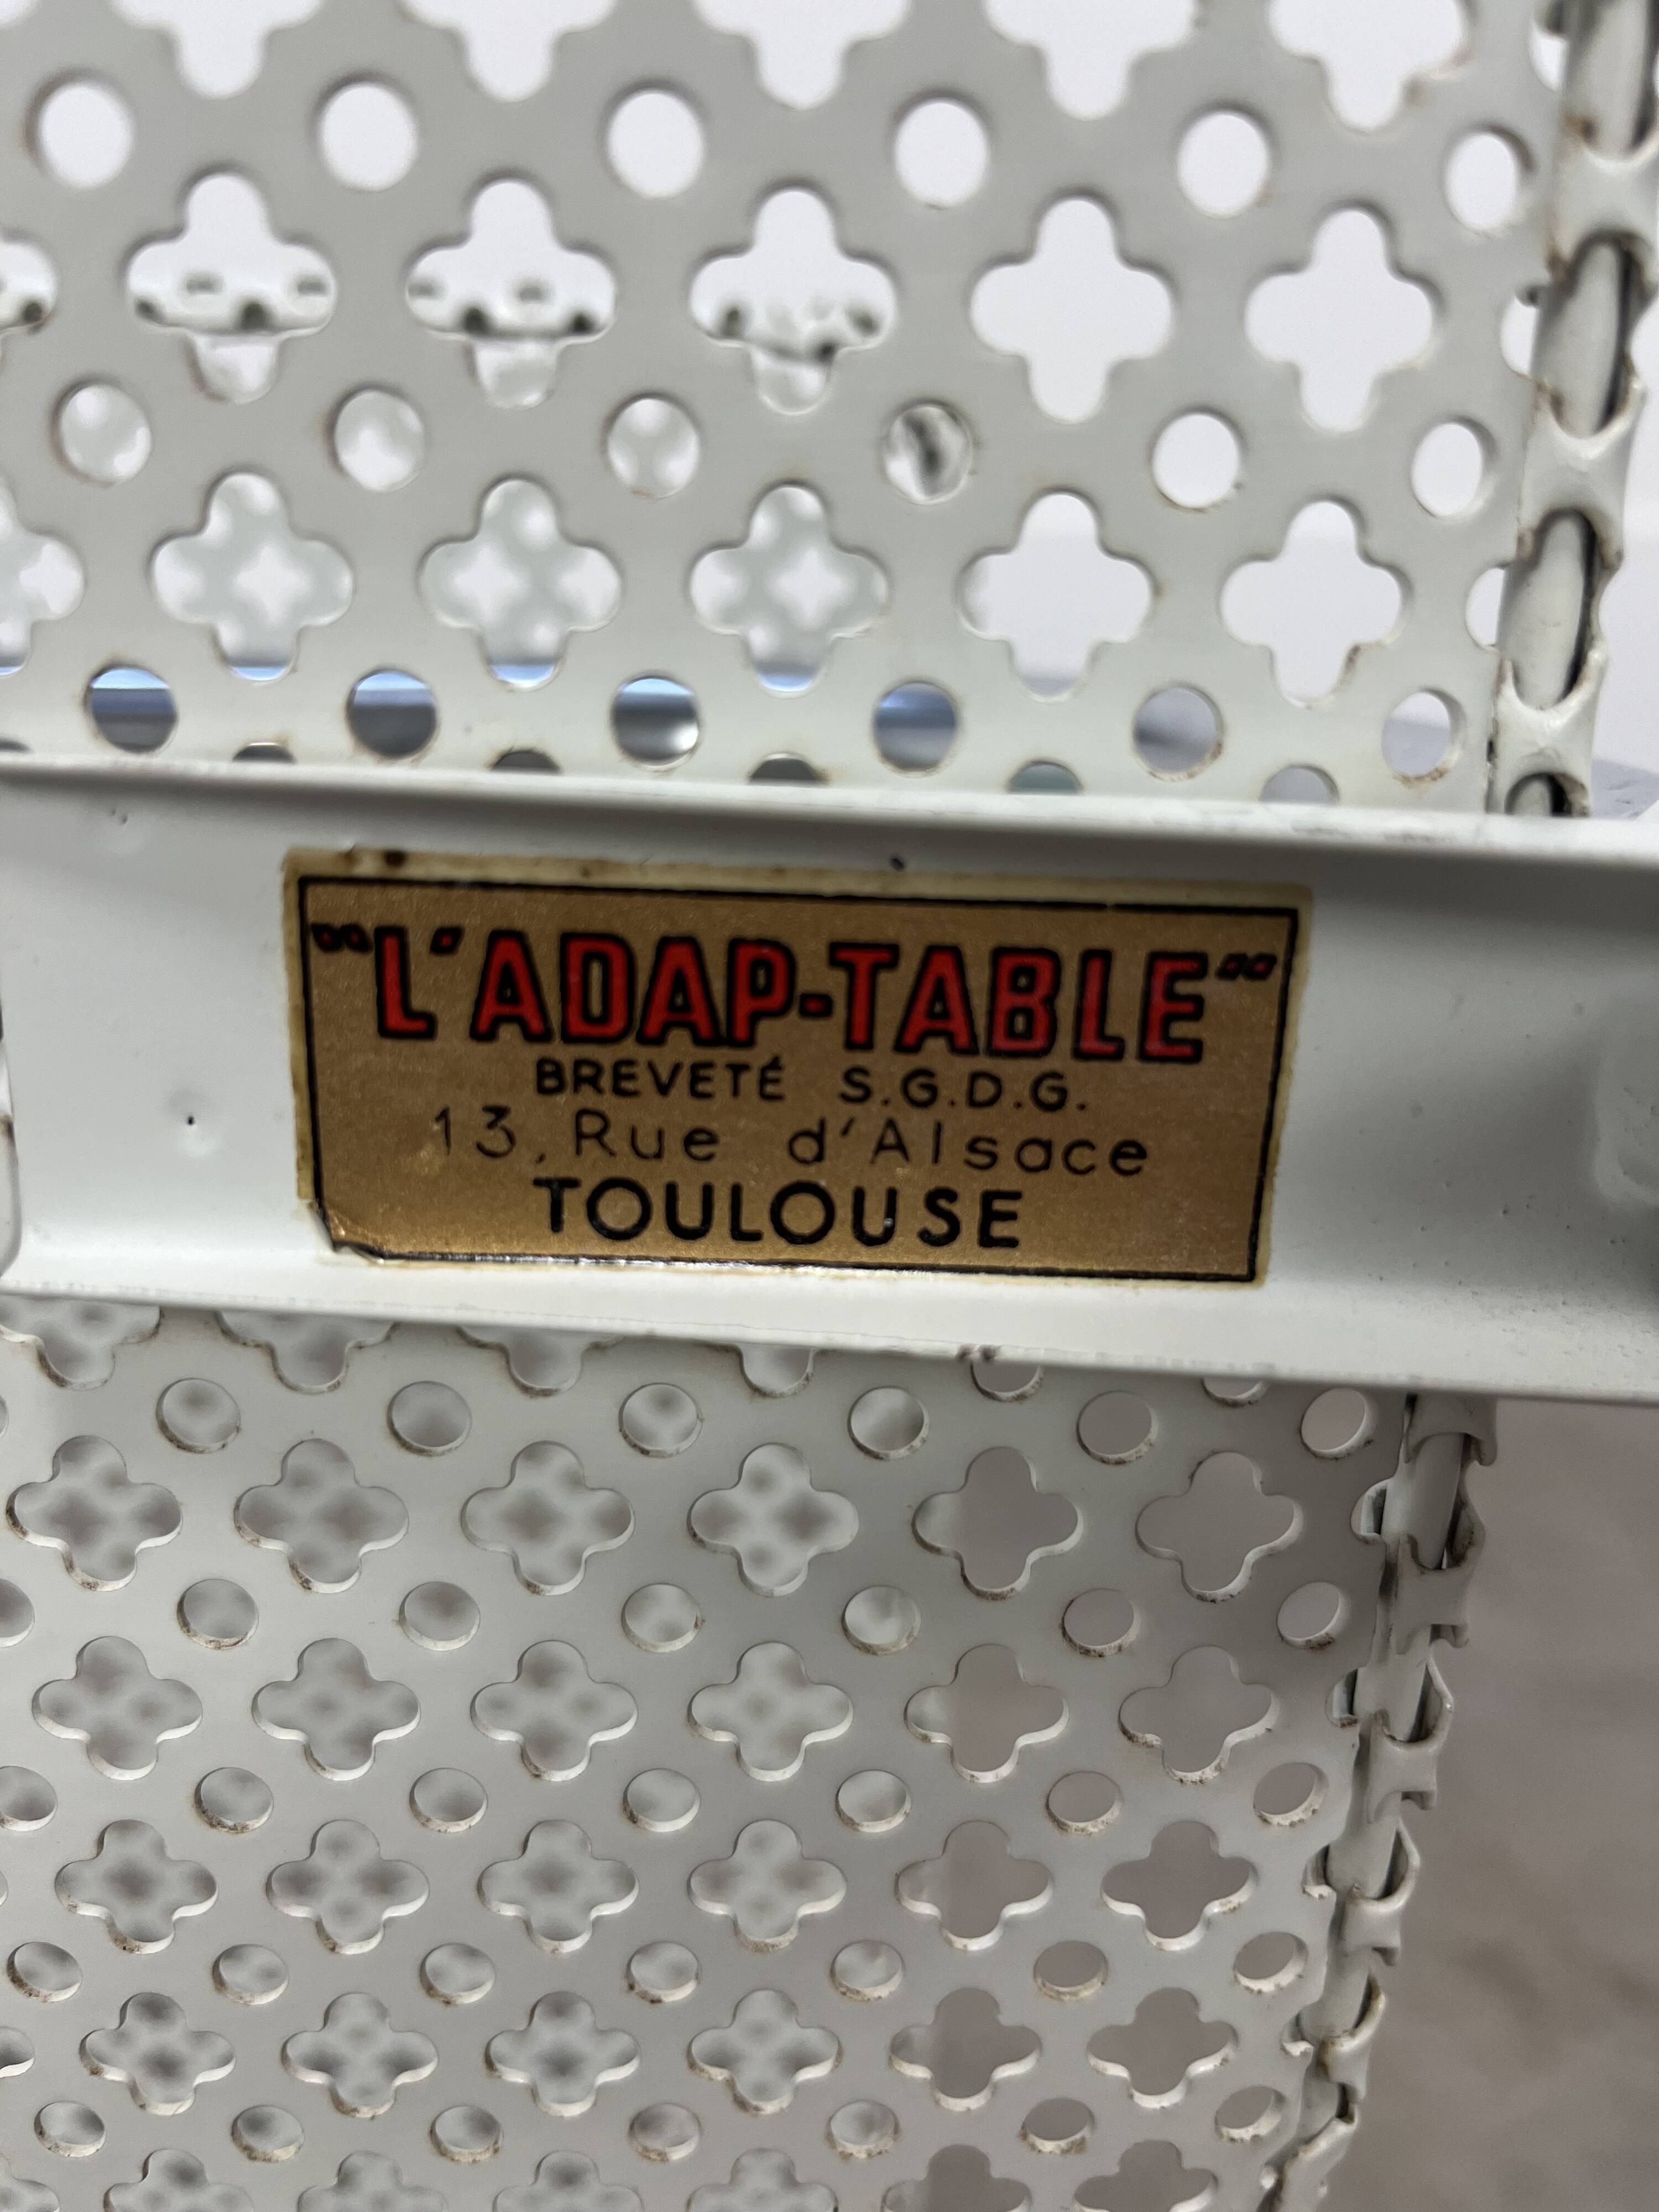 "L'ADAP-TABLE"
BREVETÉ S.G.D.G.
13, Rue d'Alsace
TOULOUSE